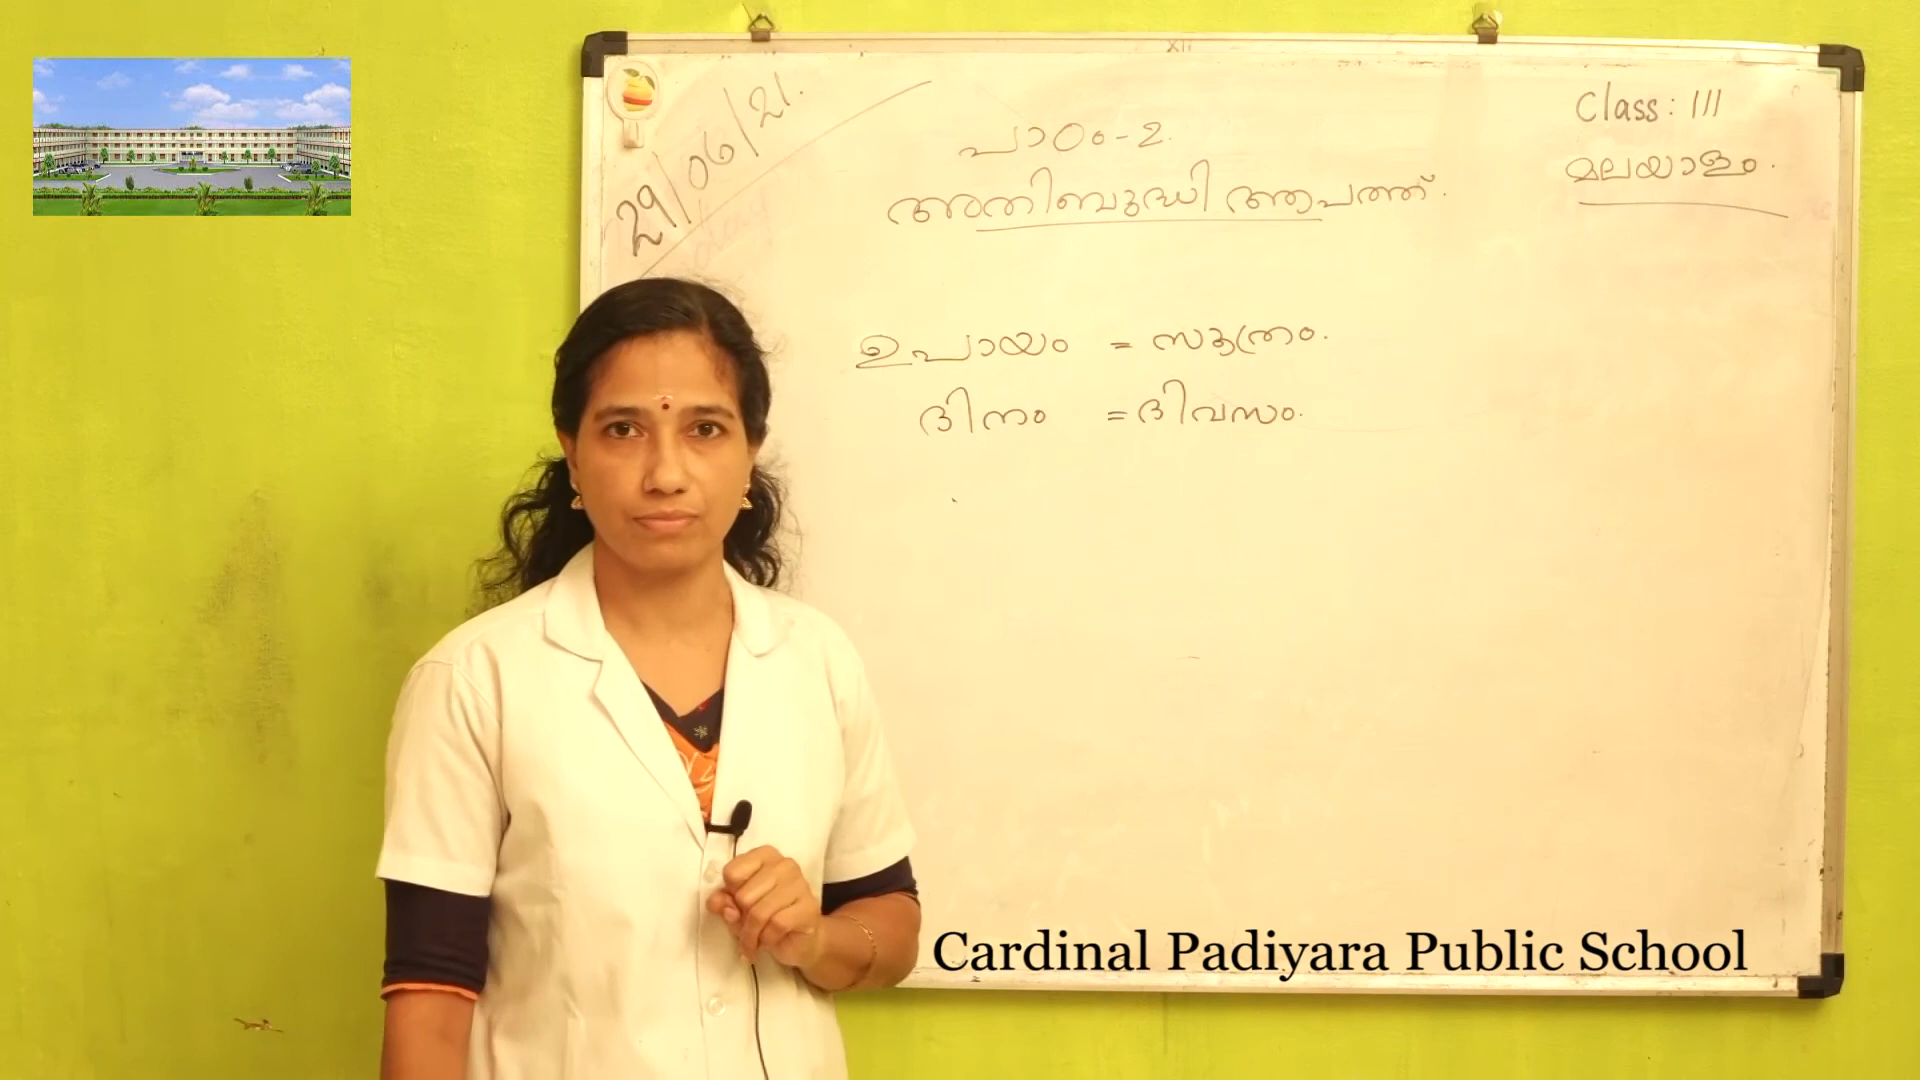 29/06/21.
Class: III
മലയാളം.
പാഠം-2.
അതിബുദ്ധി ആപത്ത്.
ഉപായം = സൂത്രം.
ദിനം = ദിവസം.
Cardinal Padiyara Public School